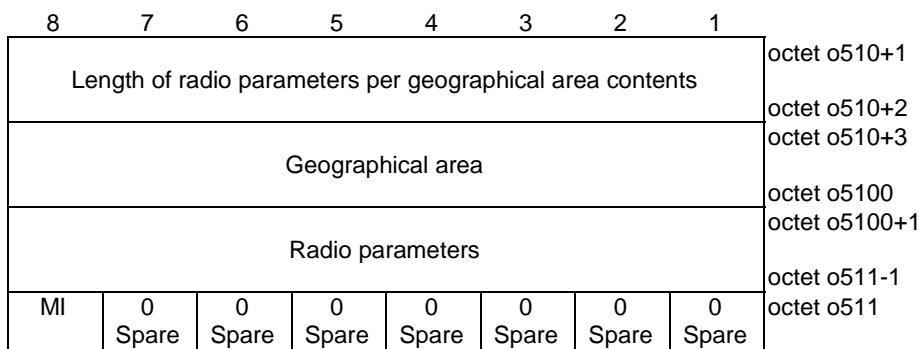 8 7 6 5 4 3 2 1
octet o510+1
Length of radio parameters per geographical area contents
octet o510+2
octet o510+3
Geographical area
octet o5100
octet o5100+1
Radio parameters
octet o511-1
MI 0 0 0 0 0 0 0 octet o511
Spare Spare Spare Spare Spare Spare Spare